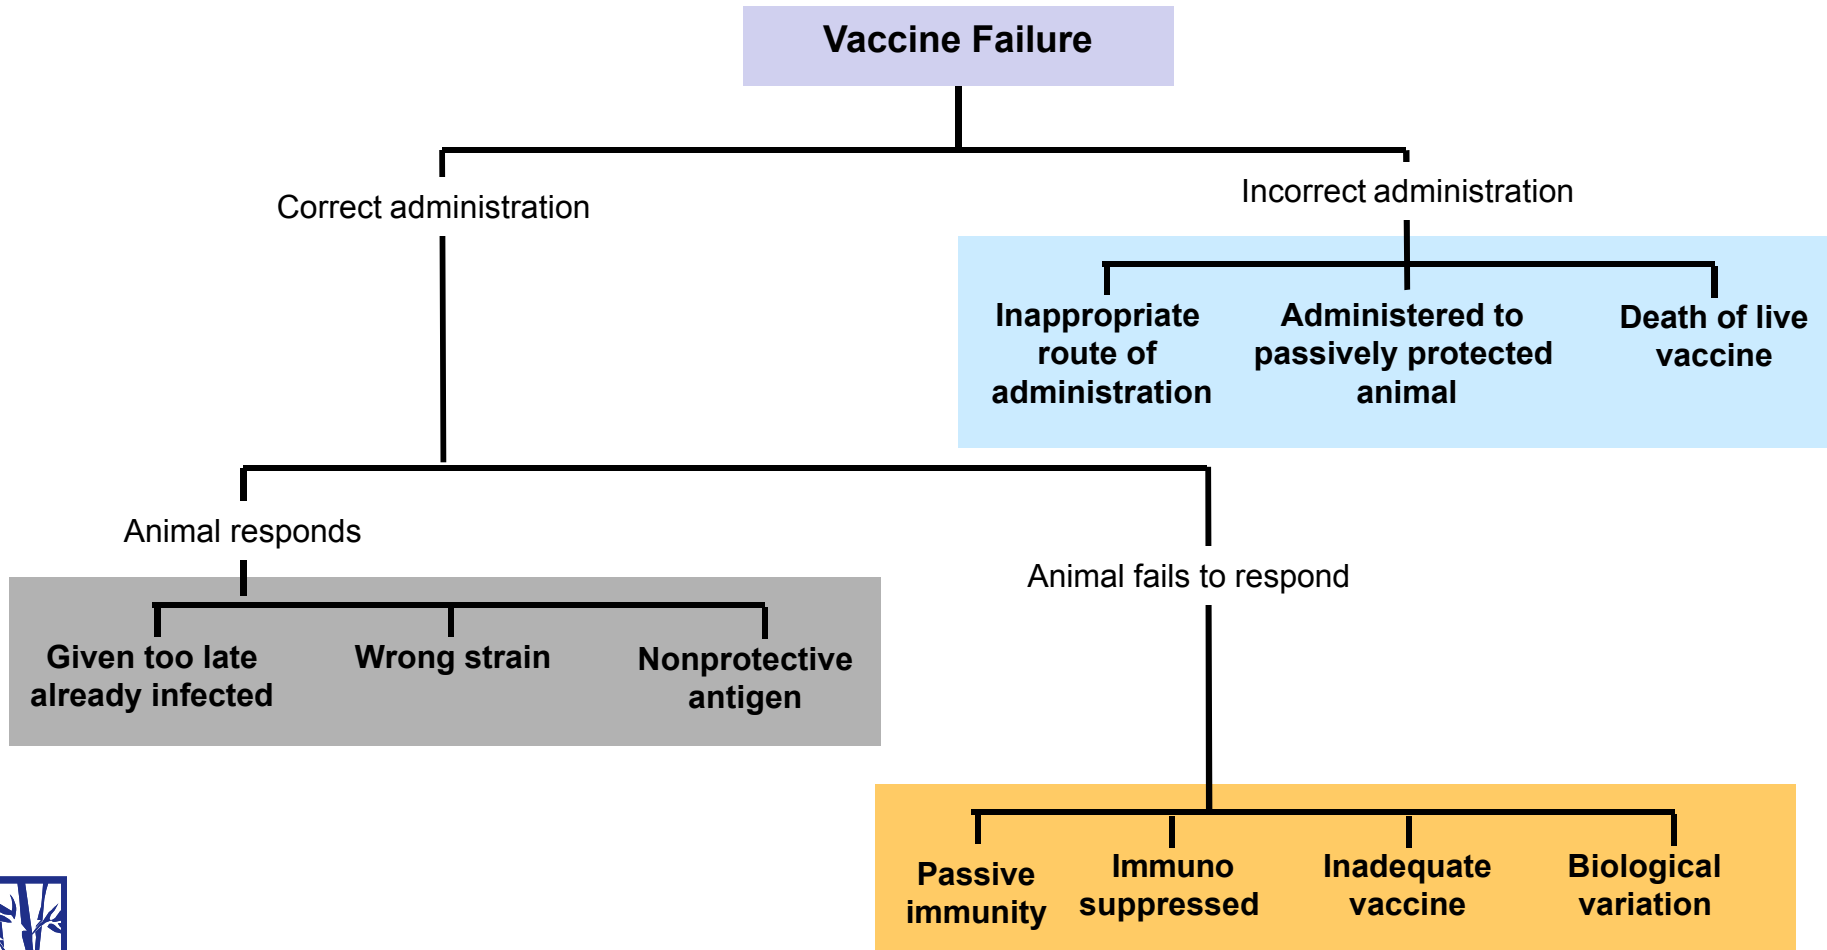 Vaccine Failure
Correct administration
Incorrect administration
Inappropriate
route of
administration
Administered to
passively protected
animal
Death of live
vaccine
Animal responds
Animal fails to respond
Given too late
already infected
Wrong strain
Nonprotective
antigen
Passive
immunity
Immuno
suppressed
Inadequate
vaccine
Biological
variation